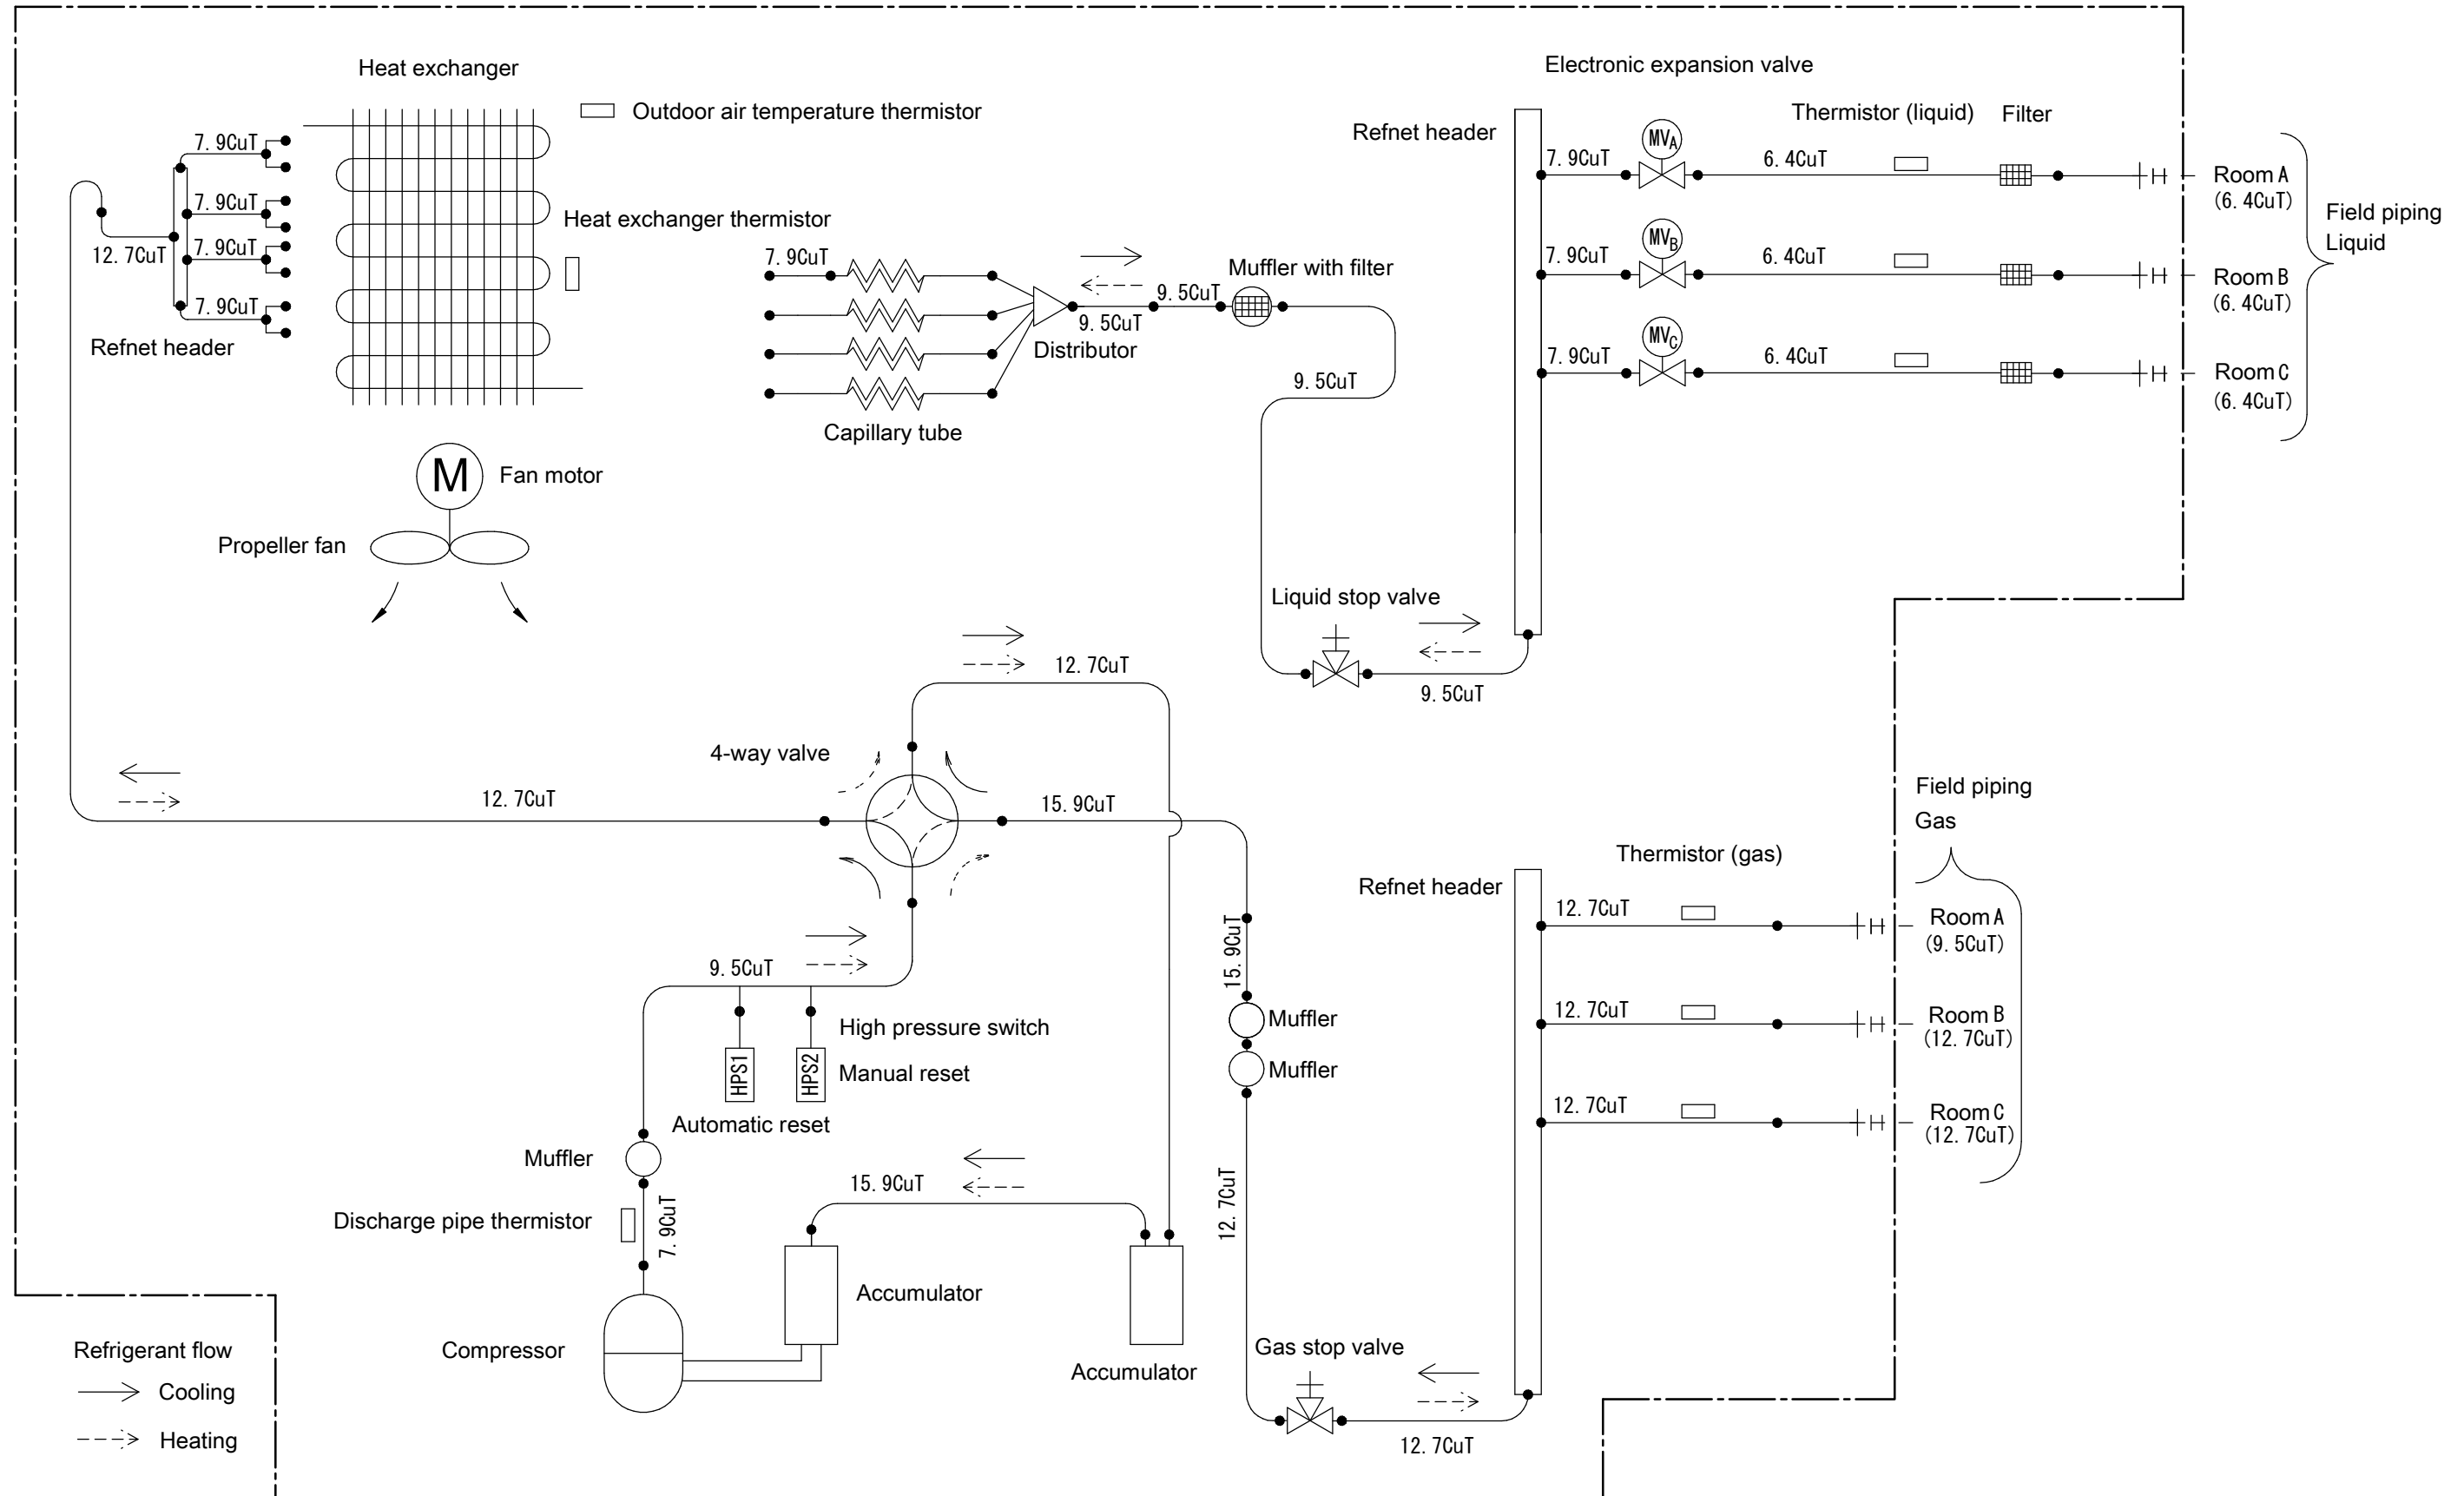 Heat exchanger
Outdoor air temperature thermistor
Electronic expansion valve
Refnet header
Thermistor (liquid)
Filter
7.9CuT
7.9CuT
7.9CuT
7.9CuT
12.7CuT
Refnet header
Heat exchanger thermistor
7.9CuT
Capillary tube
Distributor
9.5CuT
9.5CuT
Muffler with filter
9.5CuT
7.9CuT
MVA
6.4CuT
Room A
(6.4CuT)
7.9CuT
MVB
6.4CuT
Room B
(6.4CuT)
7.9CuT
MVC
6.4CuT
Room C
(6.4CuT)
Field piping
Liquid
M
Fan motor
Propeller fan
Liquid stop valve
9.5CuT
12.7CuT
4-way valve
12.7CuT
15.9CuT
Field piping
Gas
Thermistor (gas)
Refnet header
12.7CuT
Room A
(9.5CuT)
12.7CuT
Room B
(12.7CuT)
12.7CuT
Room C
(12.7CuT)
15.9CuT
Muffler
Muffler
12.7CuT
9.5CuT
High pressure switch
HPS1
HPS2
Manual reset
Automatic reset
Muffler
Discharge pipe thermistor
7.9CuT
15.9CuT
Accumulator
Compressor
Accumulator
Gas stop valve
12.7CuT
Refrigerant flow
Cooling
Heating